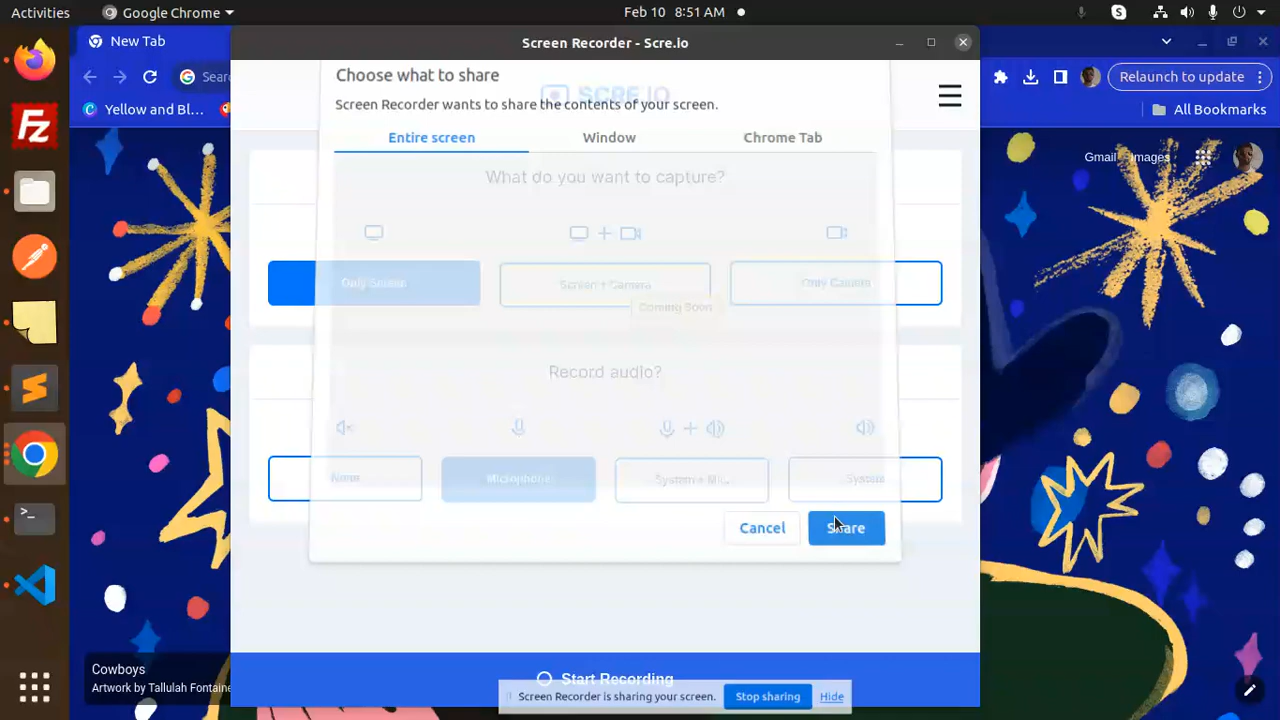 Activities
Google Chrome
Feb 10 8:51 AM
New Tab
Screen Recorder - Scre.io
Sear
Relaunch to update
Yellow and Bl...
All Bookmarks
Choose what to share
SCRE.IO
Screen Recorder wants to share the contents of your screen.
Entire screen
Window
Chrome Tab
Gmail
Images
What do you want to capture?
Only Screen
Screen + Camera
Only Camera
Coming Soon
Record audio?
None
Microphone
System + Mic.
System
Cancel
Share
Cowboys
Artwork by Tallulah Fontaine
Start Recording
Screen Recorder is sharing your screen.
Stop sharing
Hide